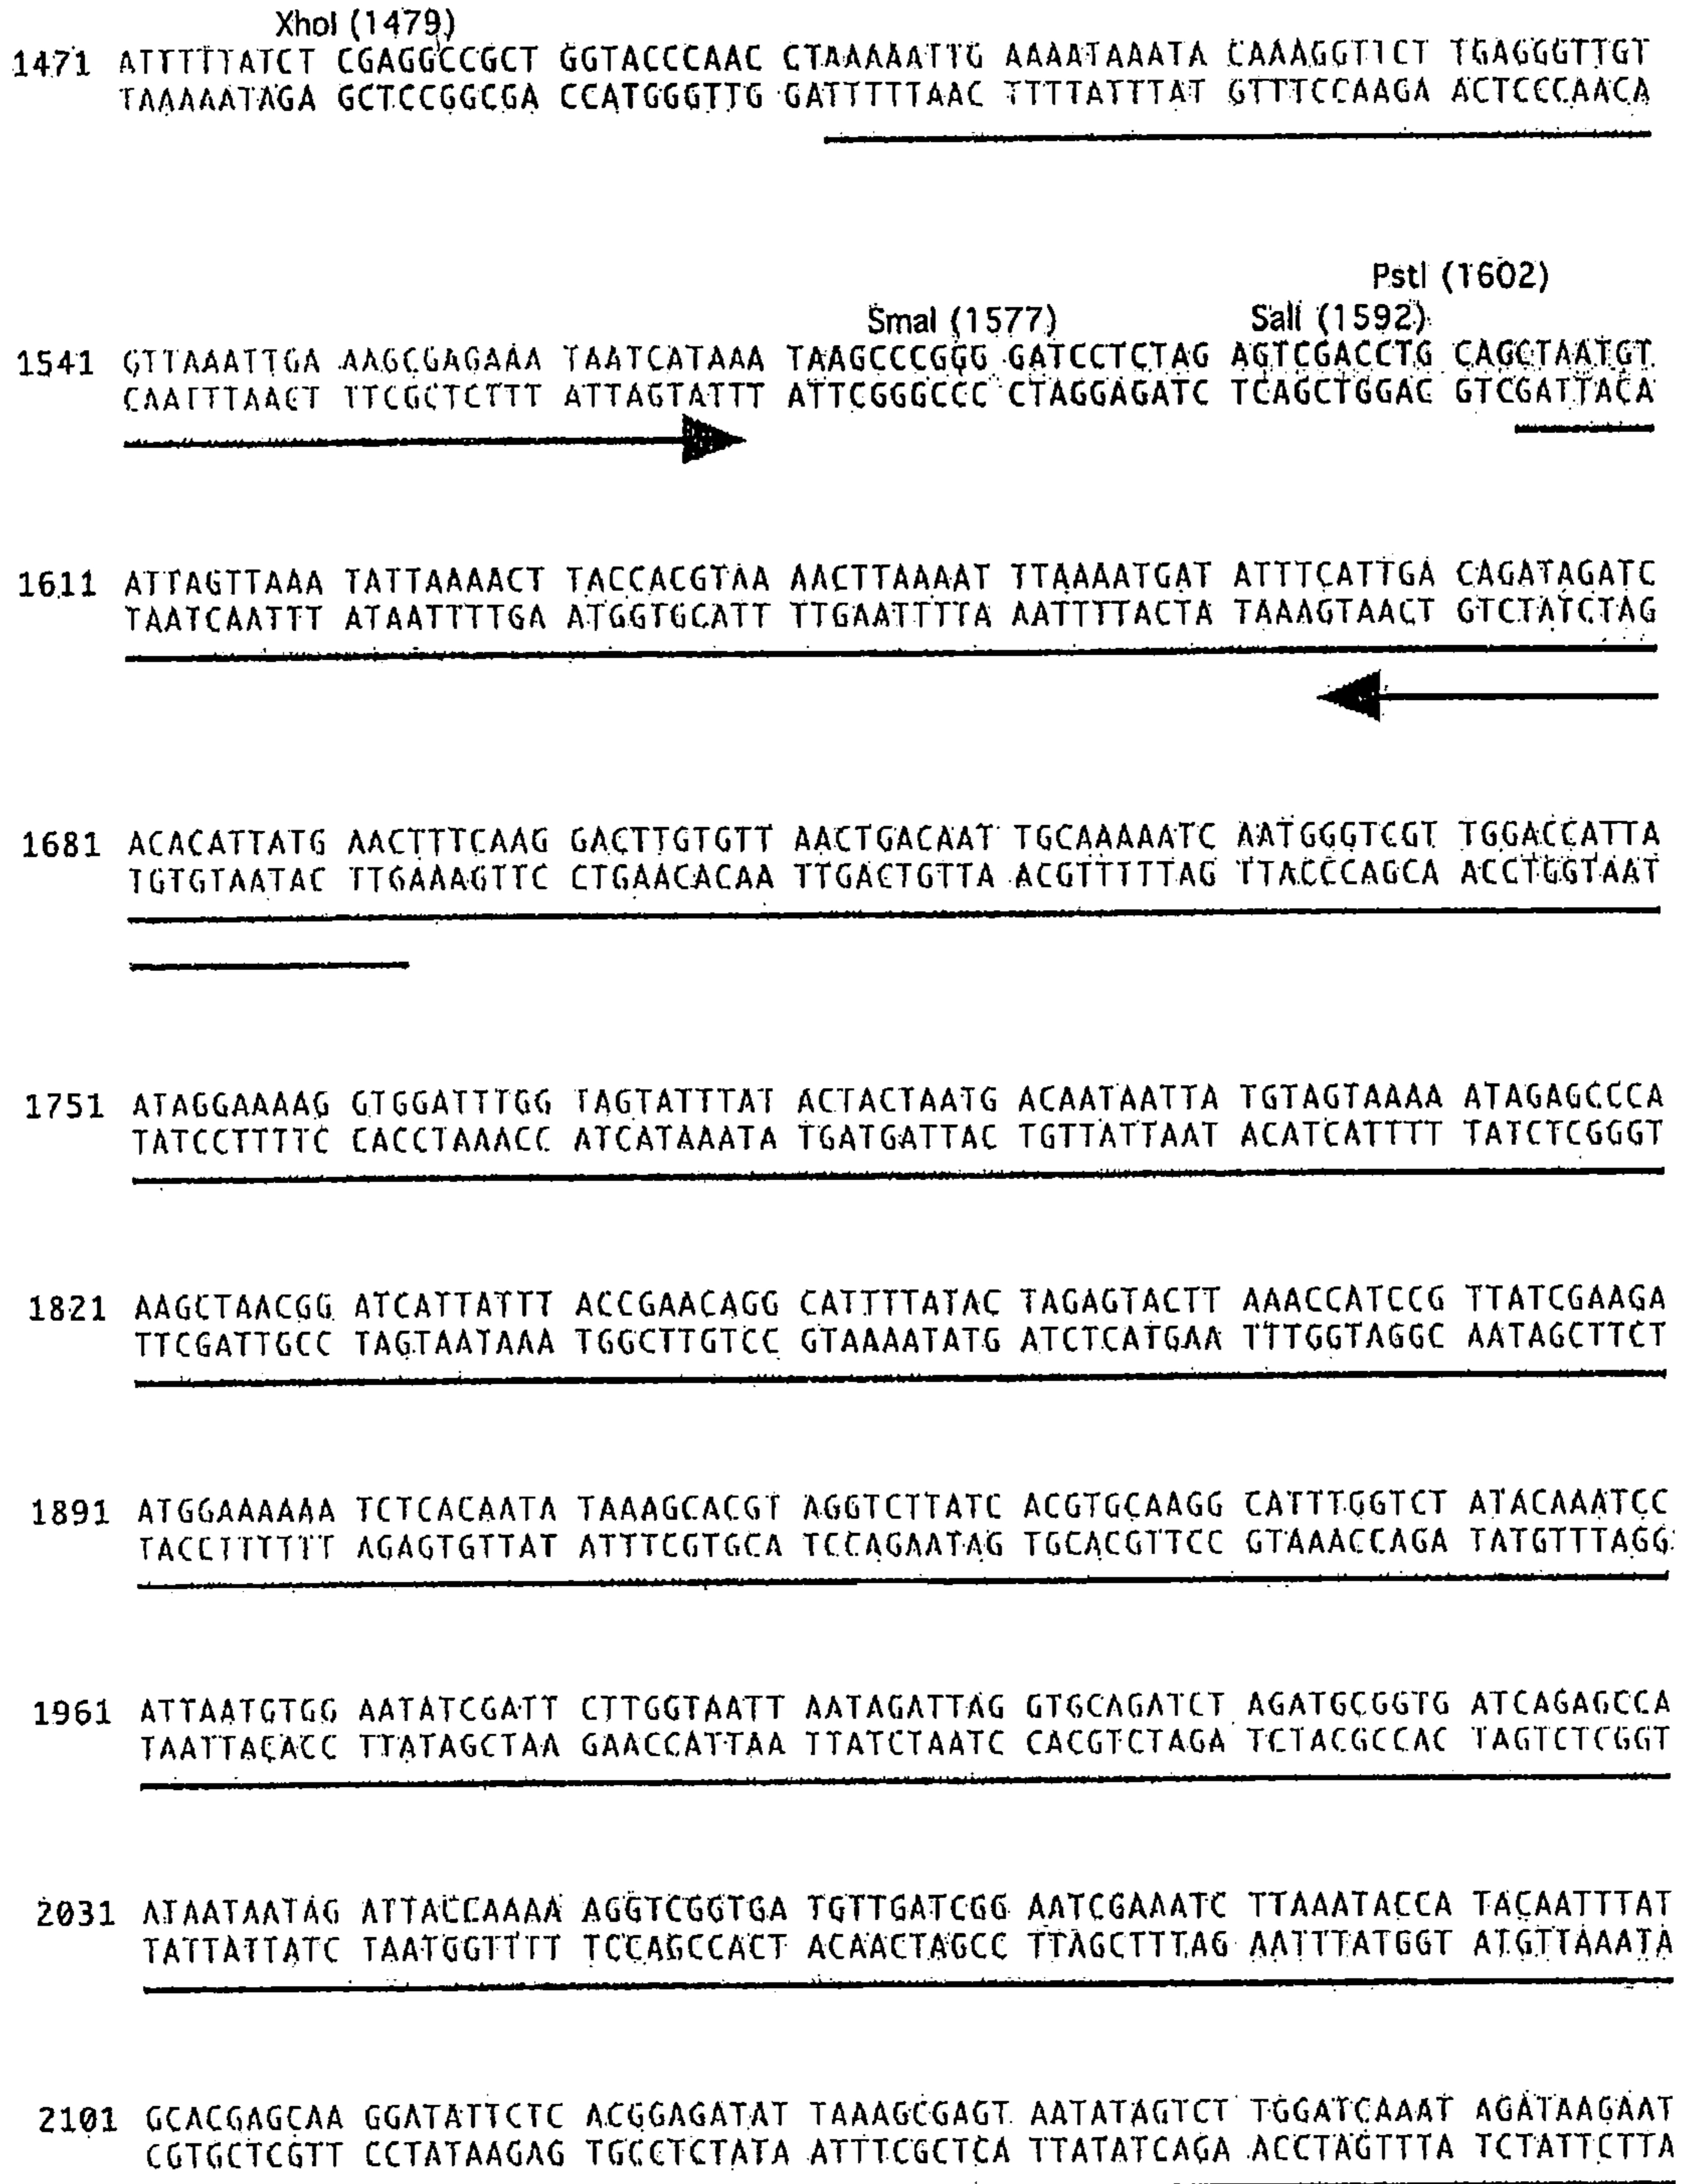 XhoI (1479)
1471 ATTTTTATCT CGAGGCCGCT GGTACCCAAC CTAAAAATTG AAAATAAATA CAAAGGTTCT TGAGGGTTGT
TAAAAATAGA GCTCCGGCGA CCATGGGTTG GATTTTTAAC TTTTATTTAT GTTTCCAAGA ACTCCCAACA
PstI (1602)
SmaI (1577) SalI (1592)
1541 GTTAAATTGA AAGCGAGAAA TAATCATAAA TAAGCCCGGG GATCCTCTAG AGTCGACCTG CAGCTAATGT
CAATTTAACT TTCGCTCTTT ATTAGTATTT ATTCGGGCCC CTAGGAGATC TCAGCTGGAC GTCGATTACA
1611 ATTAGTTAAA TATTAAAACT TACCACGTAA AACTTAAAAT TTAAAATGAT ATTTCATTGA CAGATAGATC
TAATCAATTT ATAATTTTGA ATGGTGCATT TTGAATTTTA AATTTTACTA TAAAGTAACT GTCTATCTAG
1681 ACACATTATG AACTTTCAAG GACTTGTGTT AACTGACAAT TGCAAAAATC AATGGGTCGT TGGACCATTA
TGTGTAATAC TTGAAAGTTC CTGAACACAA TTGACTGTTA ACGTTTTTAG TTACCCAGCA ACCTGGTAAT
1751 ATAGGAAAAG GTGGATTTGG TAGTATTTAT ACTACTAATG ACAATAATTA TGTAGTAAAA ATAGAGCCCA
TATCCTTTTC CACCTAAACC ATCATAAATA TGATGATTAC TGTTATTAAT ACATCATTTT TATCTCGGGT
1821 AAGCTAACGG ATCATTATTT ACCGAACAGG CATTTTATAC TAGAGTACTT AAACCATCCG TTATCGAAGA
TTCGATTGCC TAGTAATAAA TGGCTTGTCC GTAAAATATG ATCTCATGAA TTTGGTAGGC AATAGCTTCT
1891 ATGGAAAAAA TCTCACAATA TAAAGCACGT AGGTCTTATC ACGTGCAAGG CATTTGGTCT ATACAAATCC
TACCTTTTTT AGAGTGTTAT ATTTCGTGCA TCCAGAATAG TGCACGTTCC GTAAACCAGA TATGTTTAGG
1961 ATTAATGTGG AATATCGATT CTTGGTAATT AATAGATTAG GTGCAGATCT AGATGCGGTG ATCAGAGCCA
TAATTACACC TTATAGCTAA GAACCATTAA TTATCTAATC CACGTCTAGA TCTACGCCAC TAGTCTCGGT
2031 ATAATAATAG ATTACCAAAA AGGTCGGTGA TGTTGATCGG AATCGAAATC TTAAATACCA TACAATTTAT
TATTATTATC TAATGGTTTT TCCAGCCACT ACAACTAGCC TTAGCTTTAG AATTTATGGT ATGTTAAATA
2101 GCACGAGCAA GGATATTCTC ACGGAGATAT TAAAGCGAGT AATATAGTCT TGGATCAAAT AGATAAGAAT
CGTGCTCGTT CCTATAAGAG TGCCTCTATA ATTTCGCTCA TTATATCAGA ACCTAGTTTA TCTATTCTTA